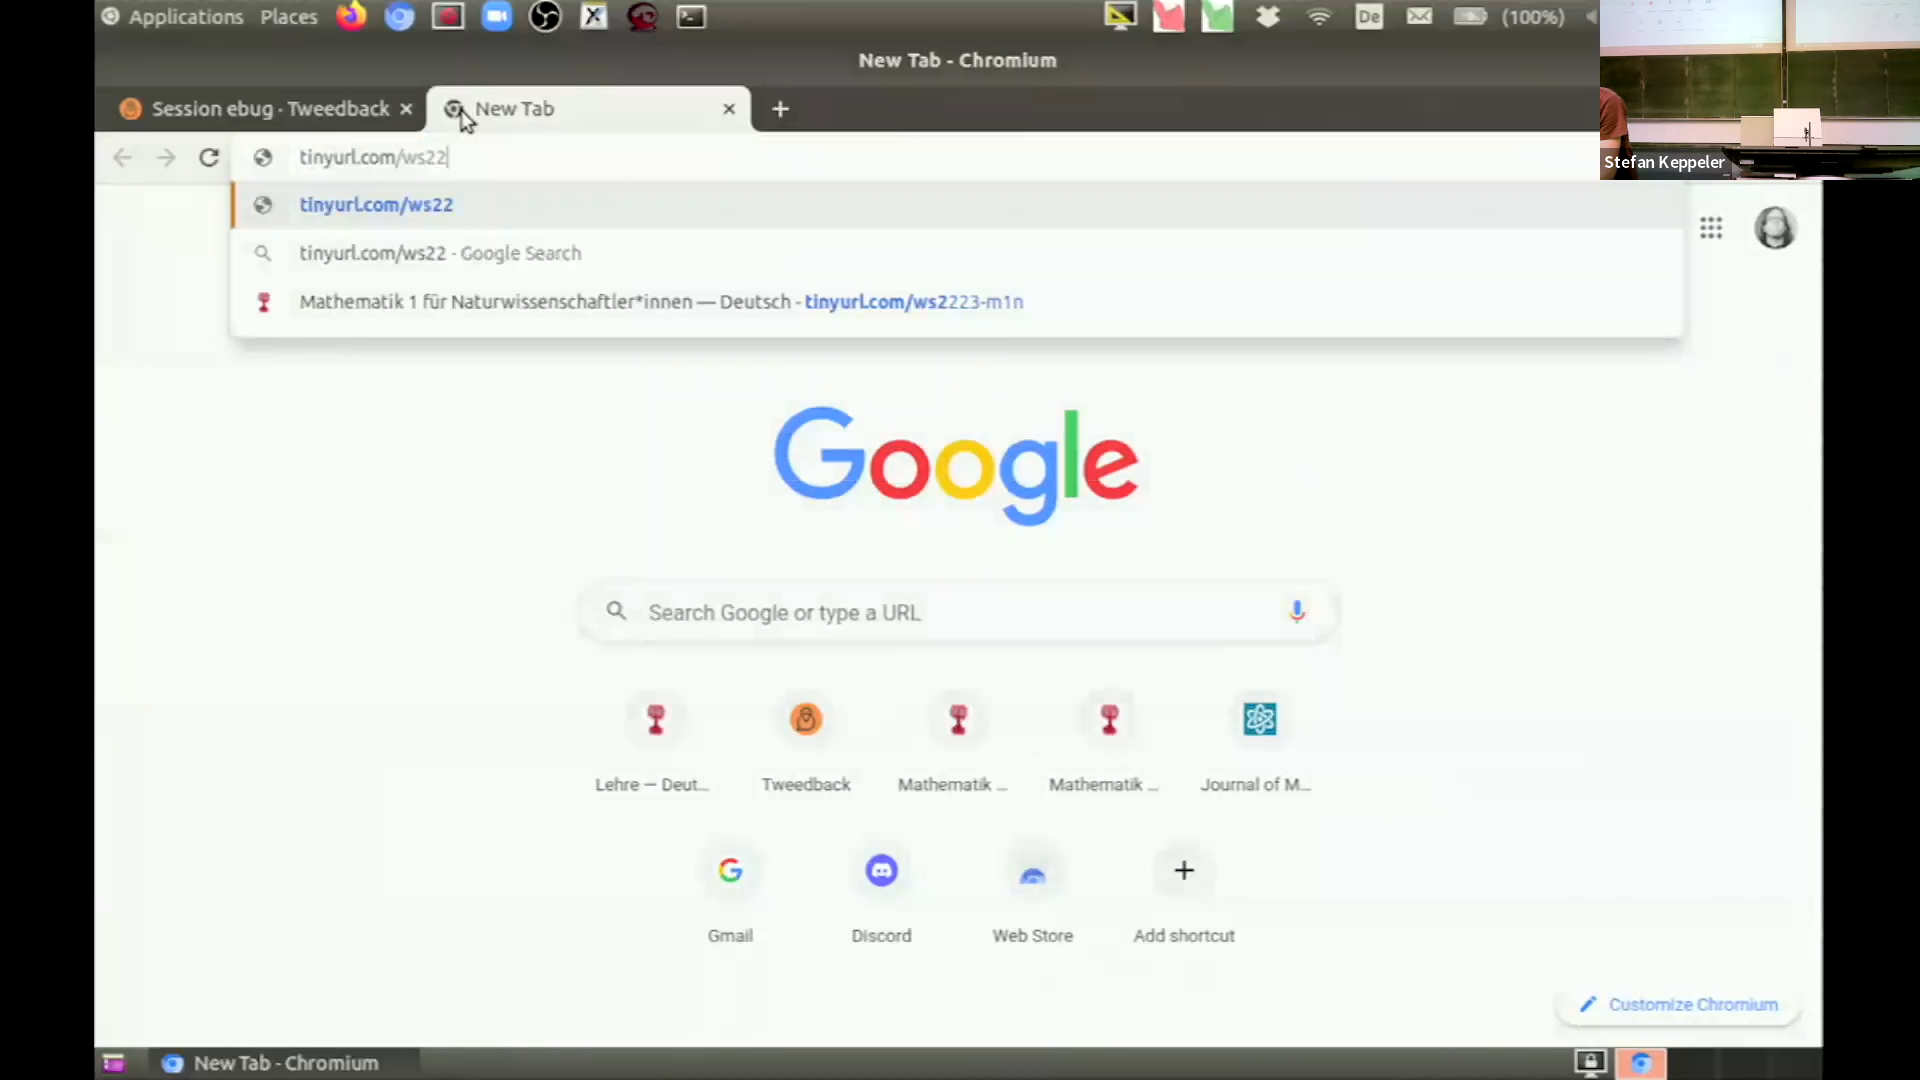 Applications Places
De (100%)
New Tab - Chromium
Session ebug · Tweedback
New Tab
tinyurl.com/ws22
tinyurl.com/ws22
tinyurl.com/ws22 - Google Search
Mathematik 1 für Naturwissenschaftler*innen — Deutsch - tinyurl.com/ws2223-m1n
Stefan Keppeler
Google
Search Google or type a URL
Lehre — Deut...
Tweedback
Mathematik ...
Mathematik ...
Journal of M...
Gmail
Discord
Web Store
Add shortcut
Customize Chromium
New Tab - Chromium